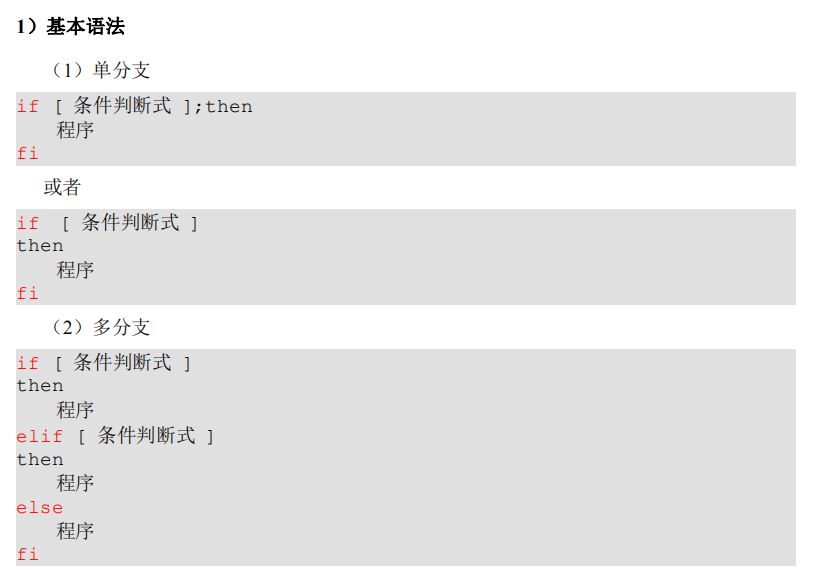 1）基本语法
（1）单分支
if [ 条件判断式 ];then
    程序
fi
或者
if  [ 条件判断式 ]
then
    程序
fi
（2）多分支
if [ 条件判断式 ]
then
    程序
elif [ 条件判断式 ]
then
    程序
else
    程序
fi